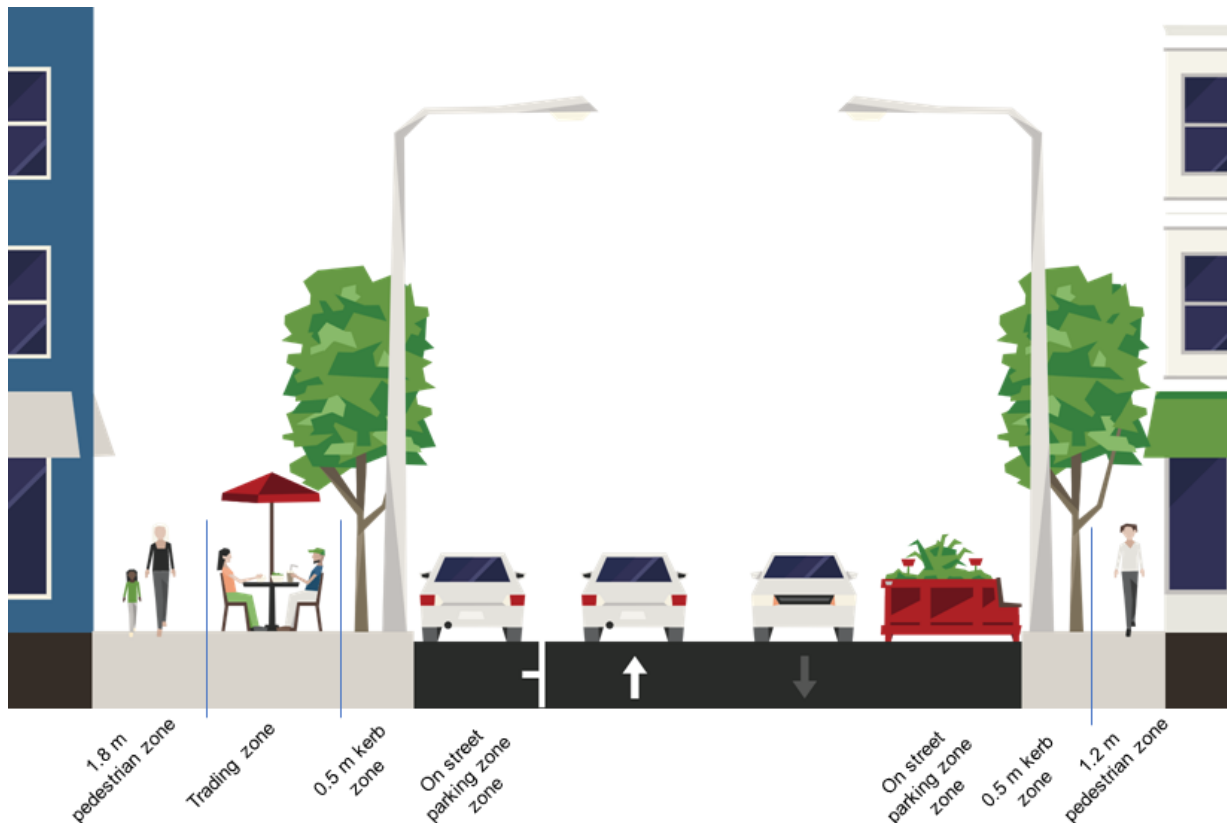 1.8 m
pedestrian zone
Trading zone
0.5 m kerb
zone
On street
parking zone
zone
On street
parking zone
zone
0.5 m kerb
zone
1.2 m
pedestrian zone